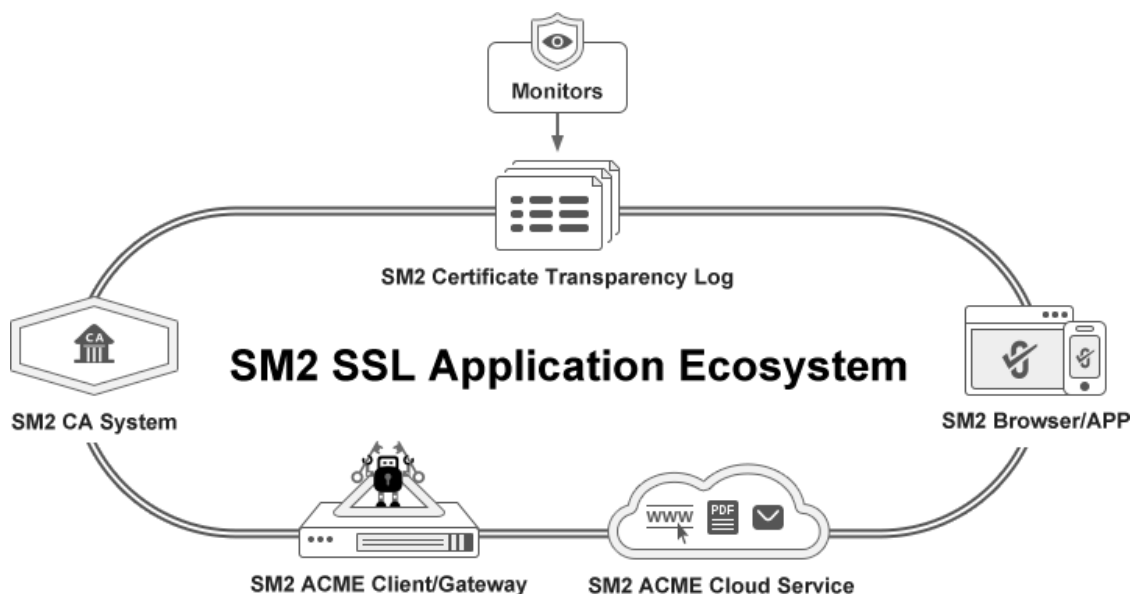 Monitors
SM2 Certificate Transparency Log
CA
SM2 SSL Application Ecosystem
SM2 CA System
SM2 Browser/APP
www
PDF
SM2 ACME Client/Gateway
SM2 ACME Cloud Service